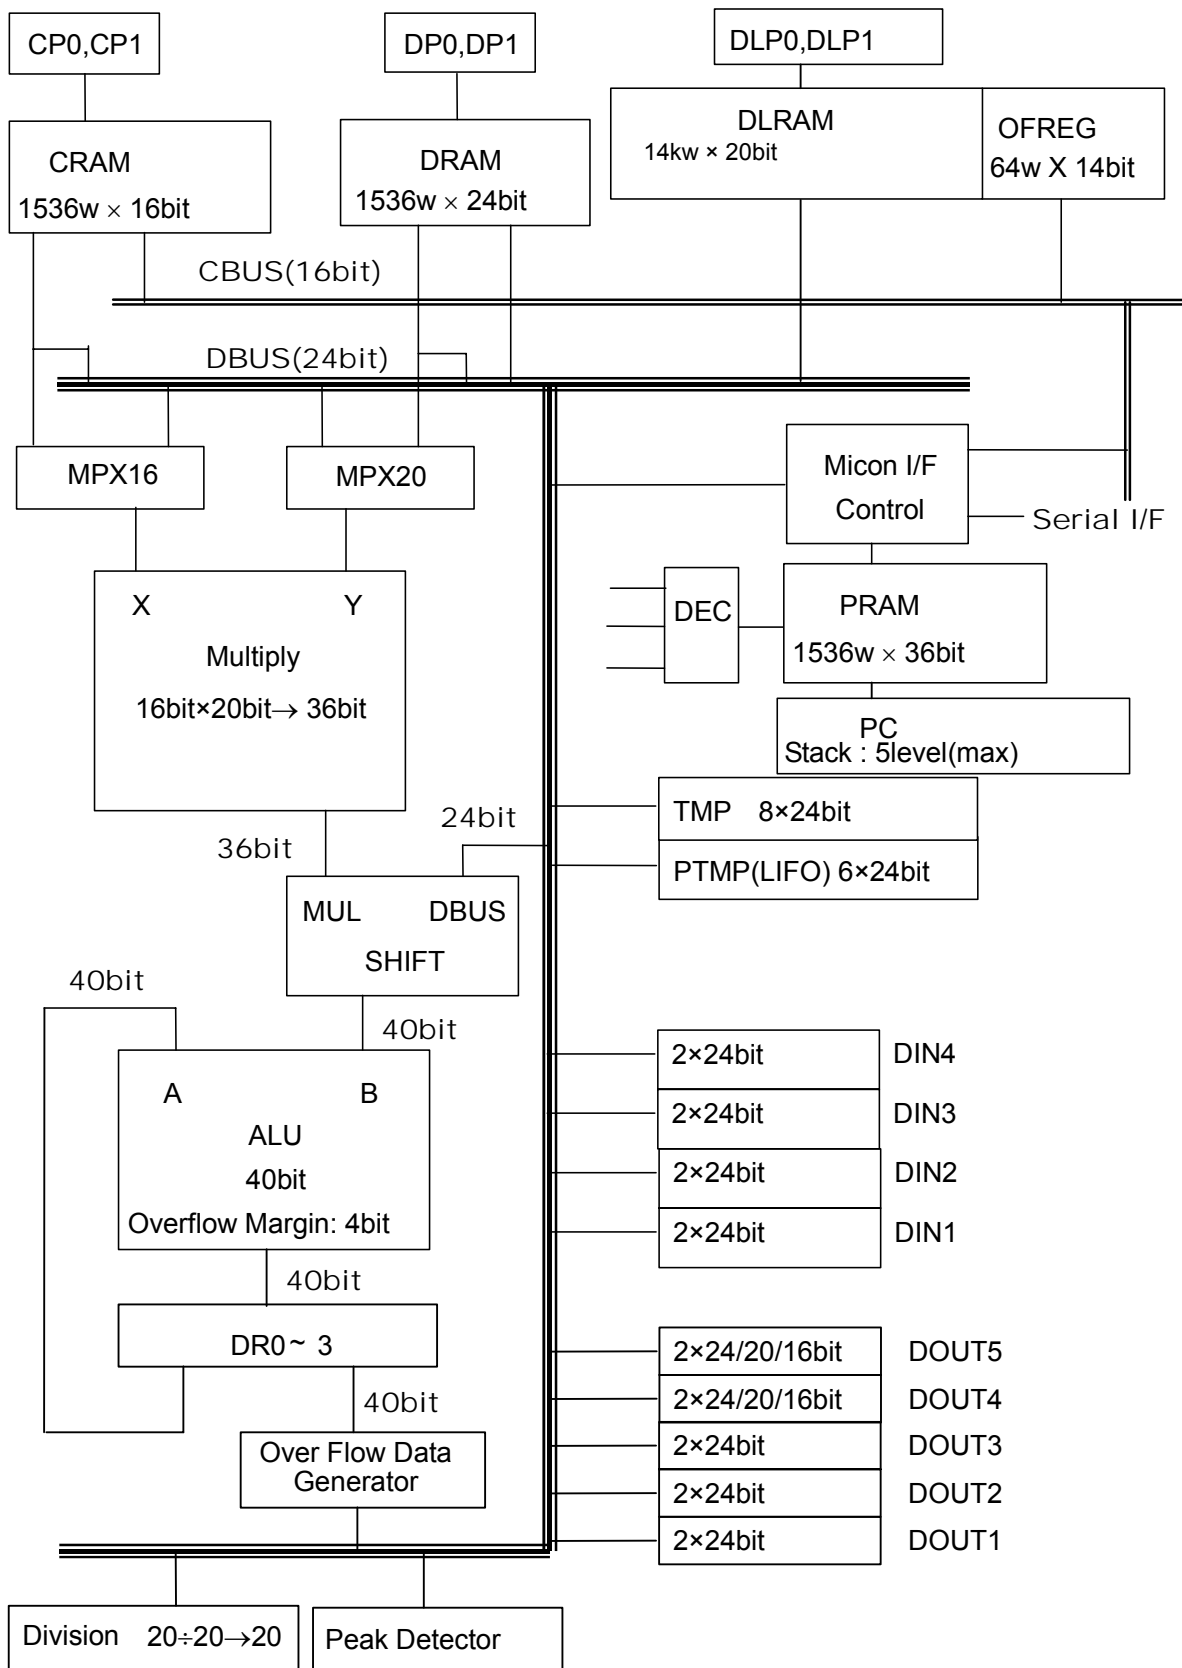 CP0,CP1
DP0,DP1
DLP0,DLP1
CRAM
1536w × 16bit
DRAM
1536w × 24bit
DLRAM
14kw × 20bit
OFREG
64w X 14bit
CBUS(16bit)
DBUS(24bit)
MPX16
MPX20
Micon I/F
Control
Serial I/F
X
Y
Multiply
16bit×20bit→ 36bit
DEC
PRAM
1536w × 36bit
PC
Stack : 5level(max)
TMP 8×24bit
PTMP(LIFO) 6×24bit
36bit
24bit
MUL
DBUS
SHIFT
40bit
40bit
A
B
ALU
40bit
Overflow Margin: 4bit
40bit
DR0~ 3
40bit
Over Flow Data
Generator
2×24bit DIN4
2×24bit DIN3
2×24bit DIN2
2×24bit DIN1
2×24/20/16bit DOUT5
2×24/20/16bit DOUT4
2×24bit DOUT3
2×24bit DOUT2
2×24bit DOUT1
Division 20÷20→20
Peak Detector